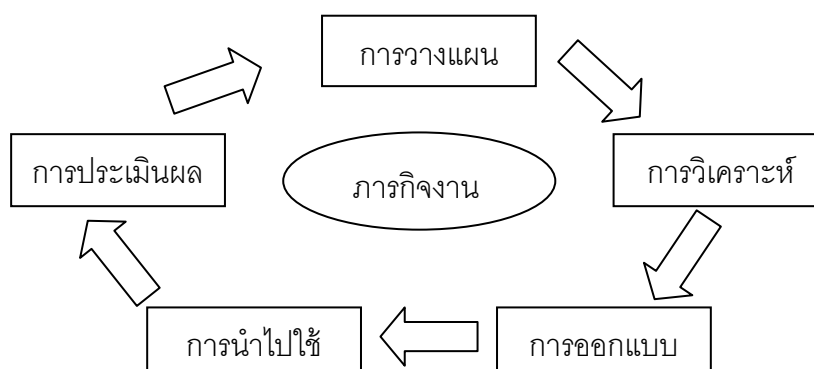 การวางแผน
การประเมินผล
ภารกิจงาน
การวิเคราะห์
การนำไปใช้
การออกแบบ